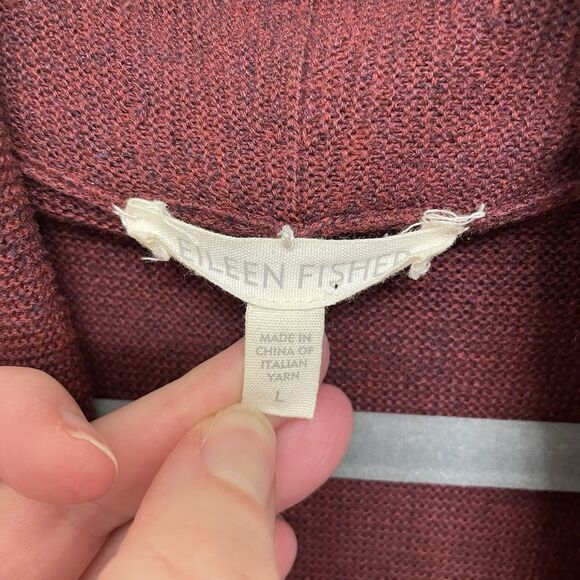 EILEEN FISHER
MADE IN
CHINA OF
ITALIAN
YARN
L